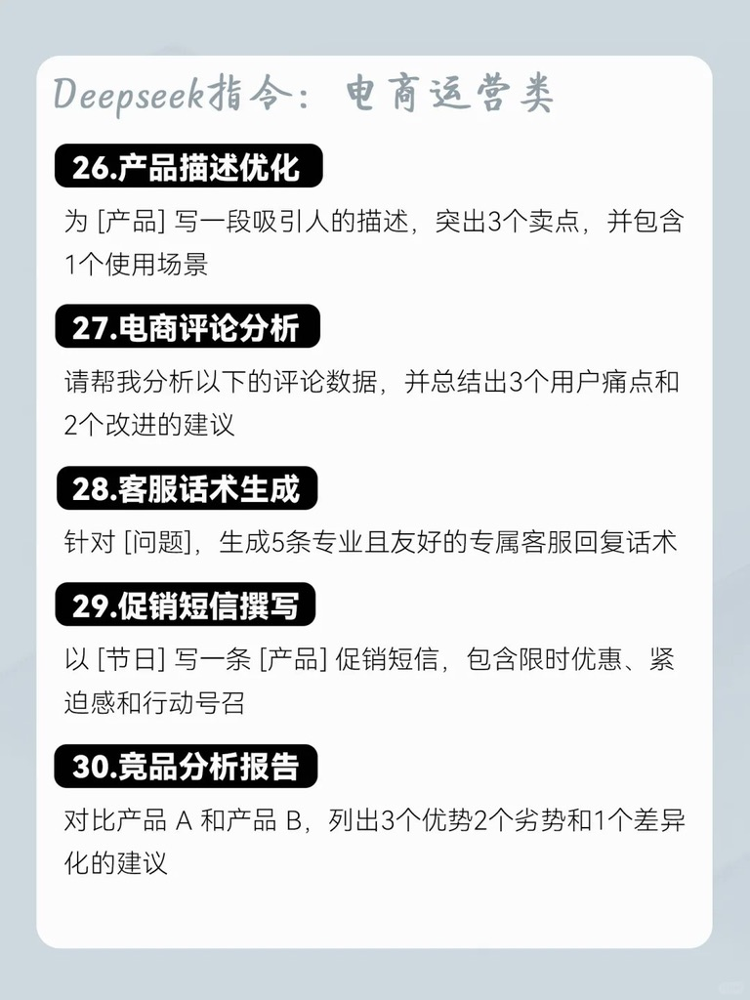 Deepseek指令：电商运营类
26.产品描述优化
为 [产品] 写一段吸引人的描述，突出3个卖点，并包含
1个使用场景
27.电商评论分析
请帮我分析以下的评论数据，并总结出3个用户痛点和
2个改进的建议
28.客服话术生成
针对 [问题]，生成5条专业且友好的专属客服回复话术
29.促销短信撰写
以 [节日] 写一条 [产品] 促销短信，包含限时优惠、紧
迫感和行动号召
30.竞品分析报告
对比产品 A 和产品 B，列出3个优势2个劣势和1个差异
化的建议